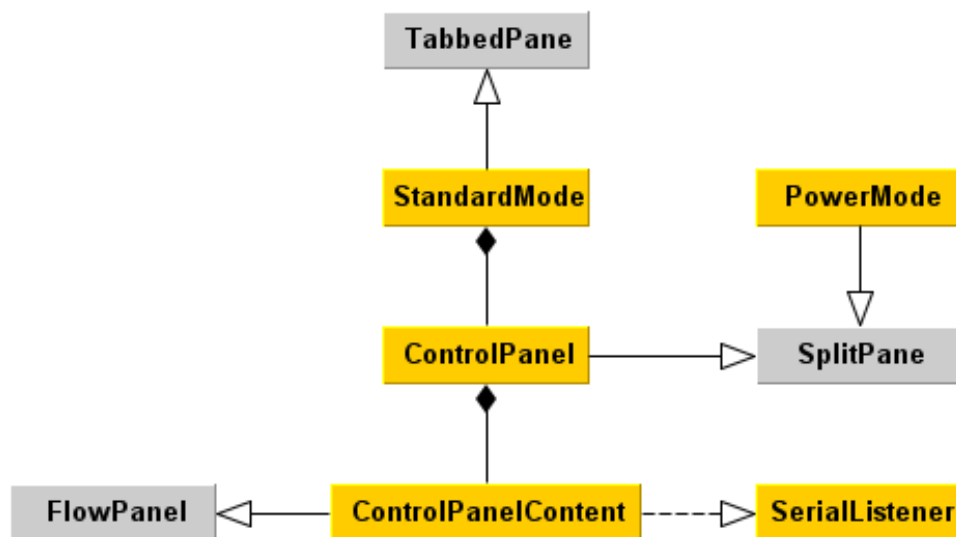 TabbedPane
StandardMode
PowerMode
ControlPanel
SplitPane
FlowPanel
ControlPanelContent
SerialListener